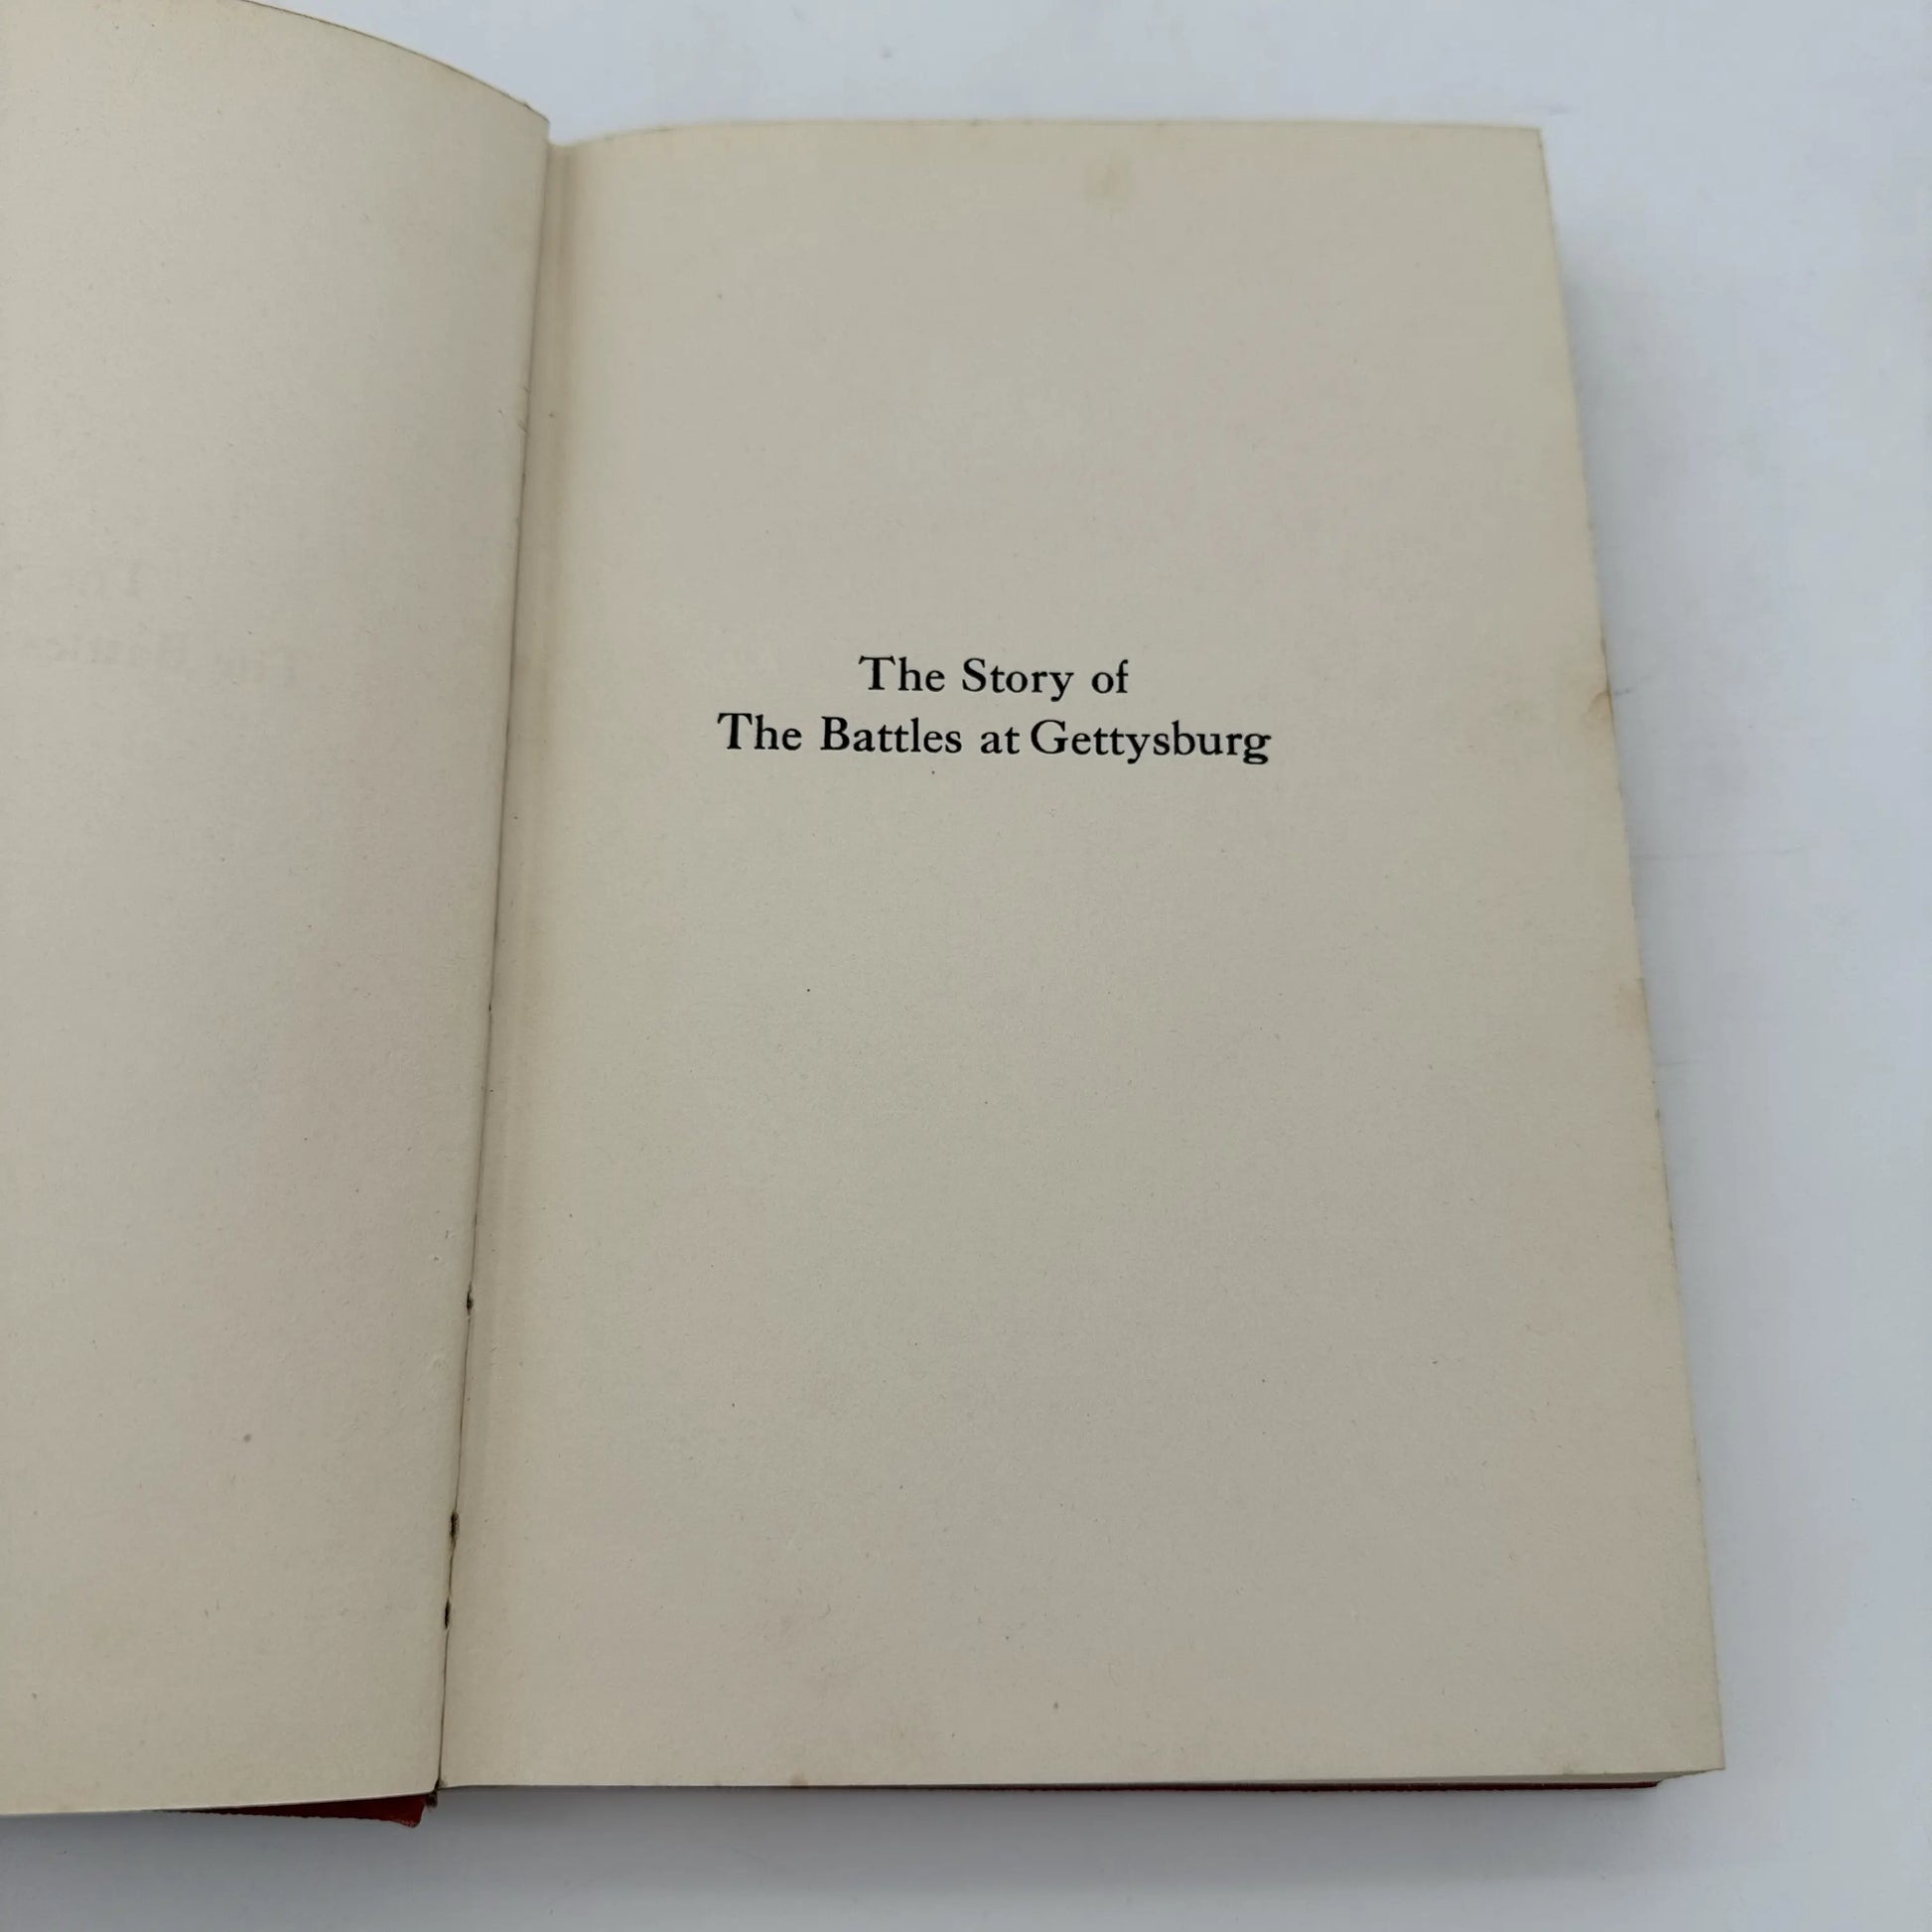 The Story of
The Battles at Gettysburg